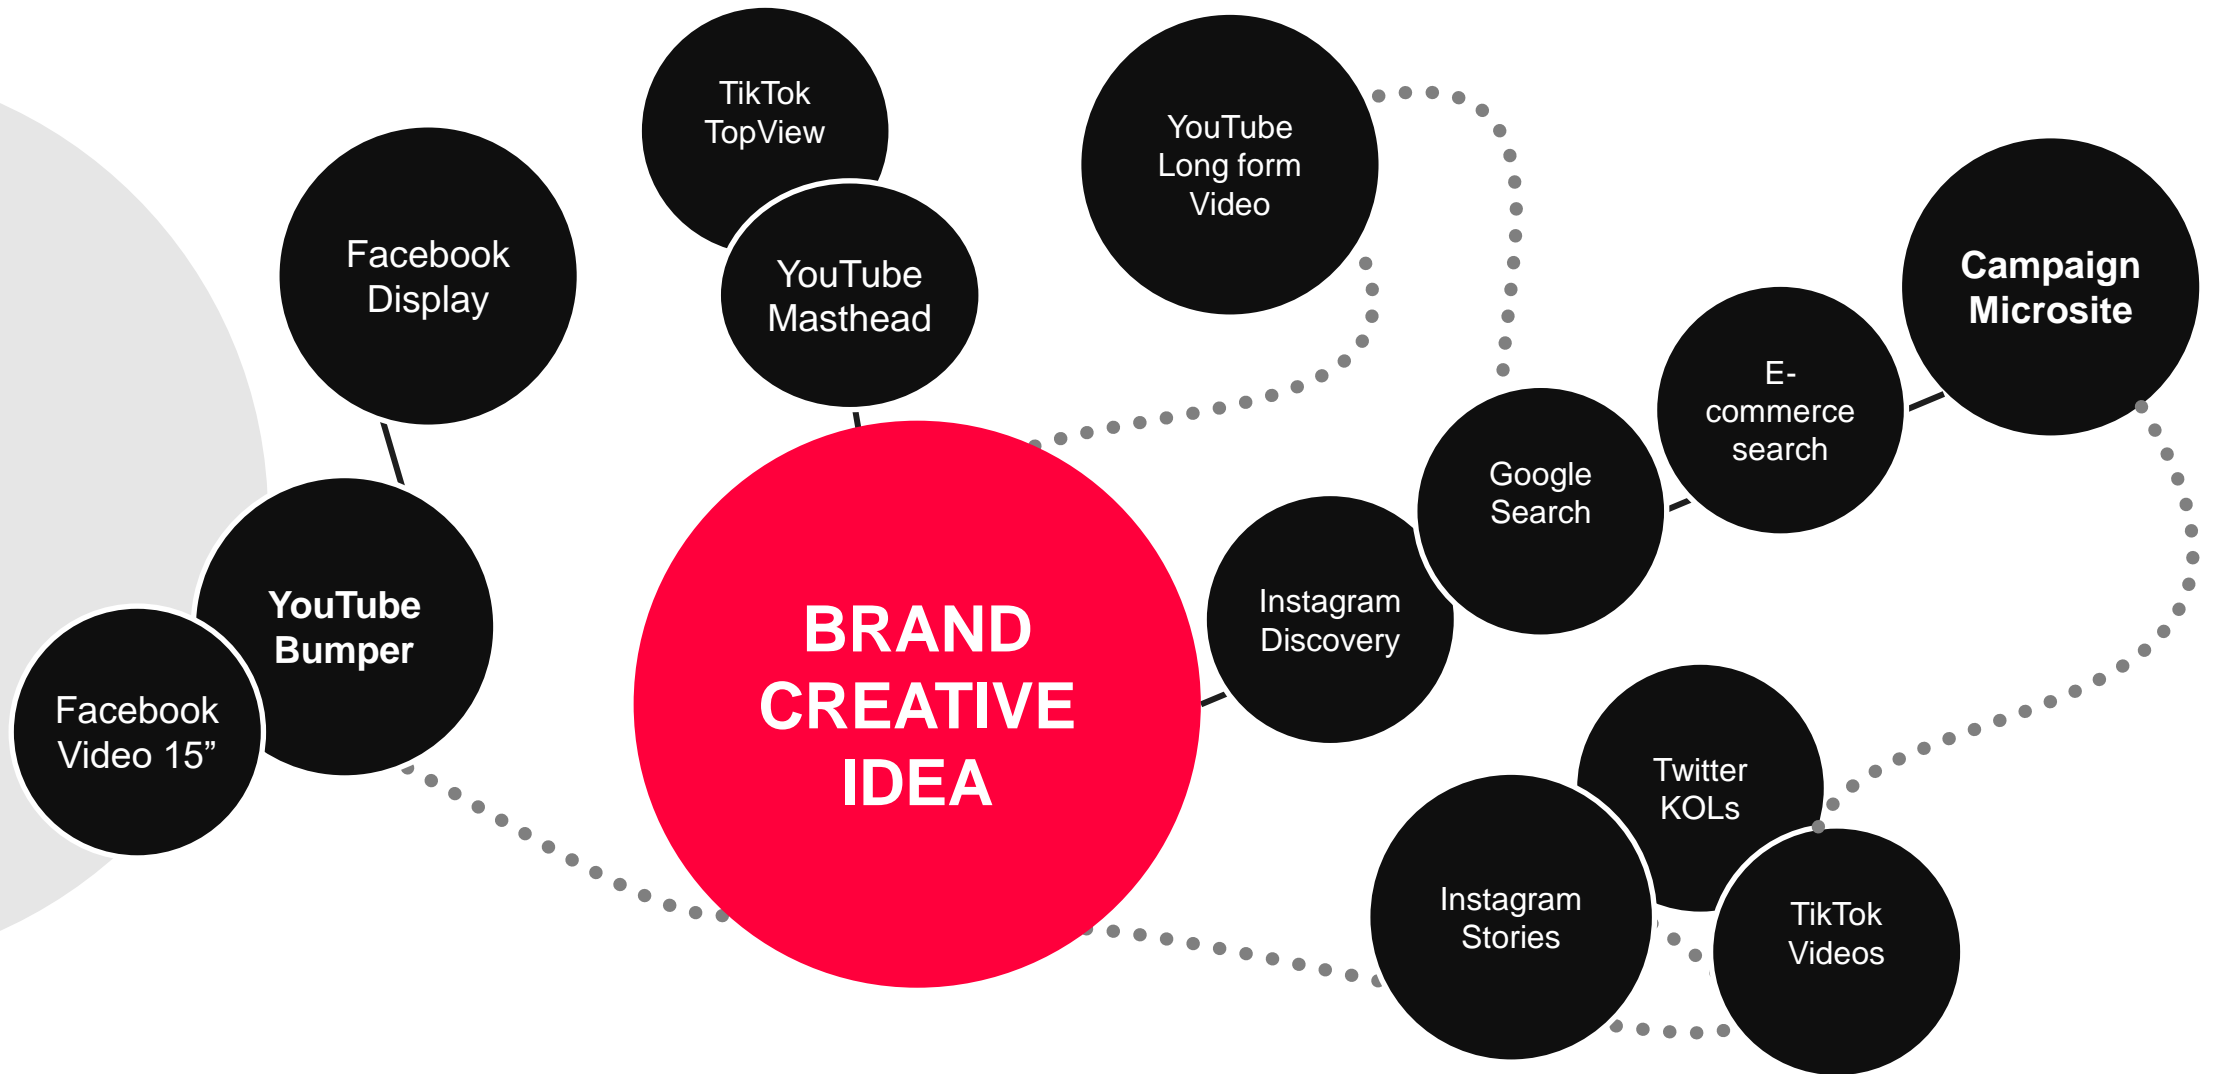 TikTok
TopView
YouTube
Long form
Video
Facebook
Display
YouTube
Masthead
Campaign
Microsite
E-
commerce
search
Google
Search
YouTube
Bumper
BRAND
CREATIVE
IDEA
Instagram
Discovery
Facebook
Video 15”
Twitter
KOLs
Instagram
Stories
TikTok
Videos